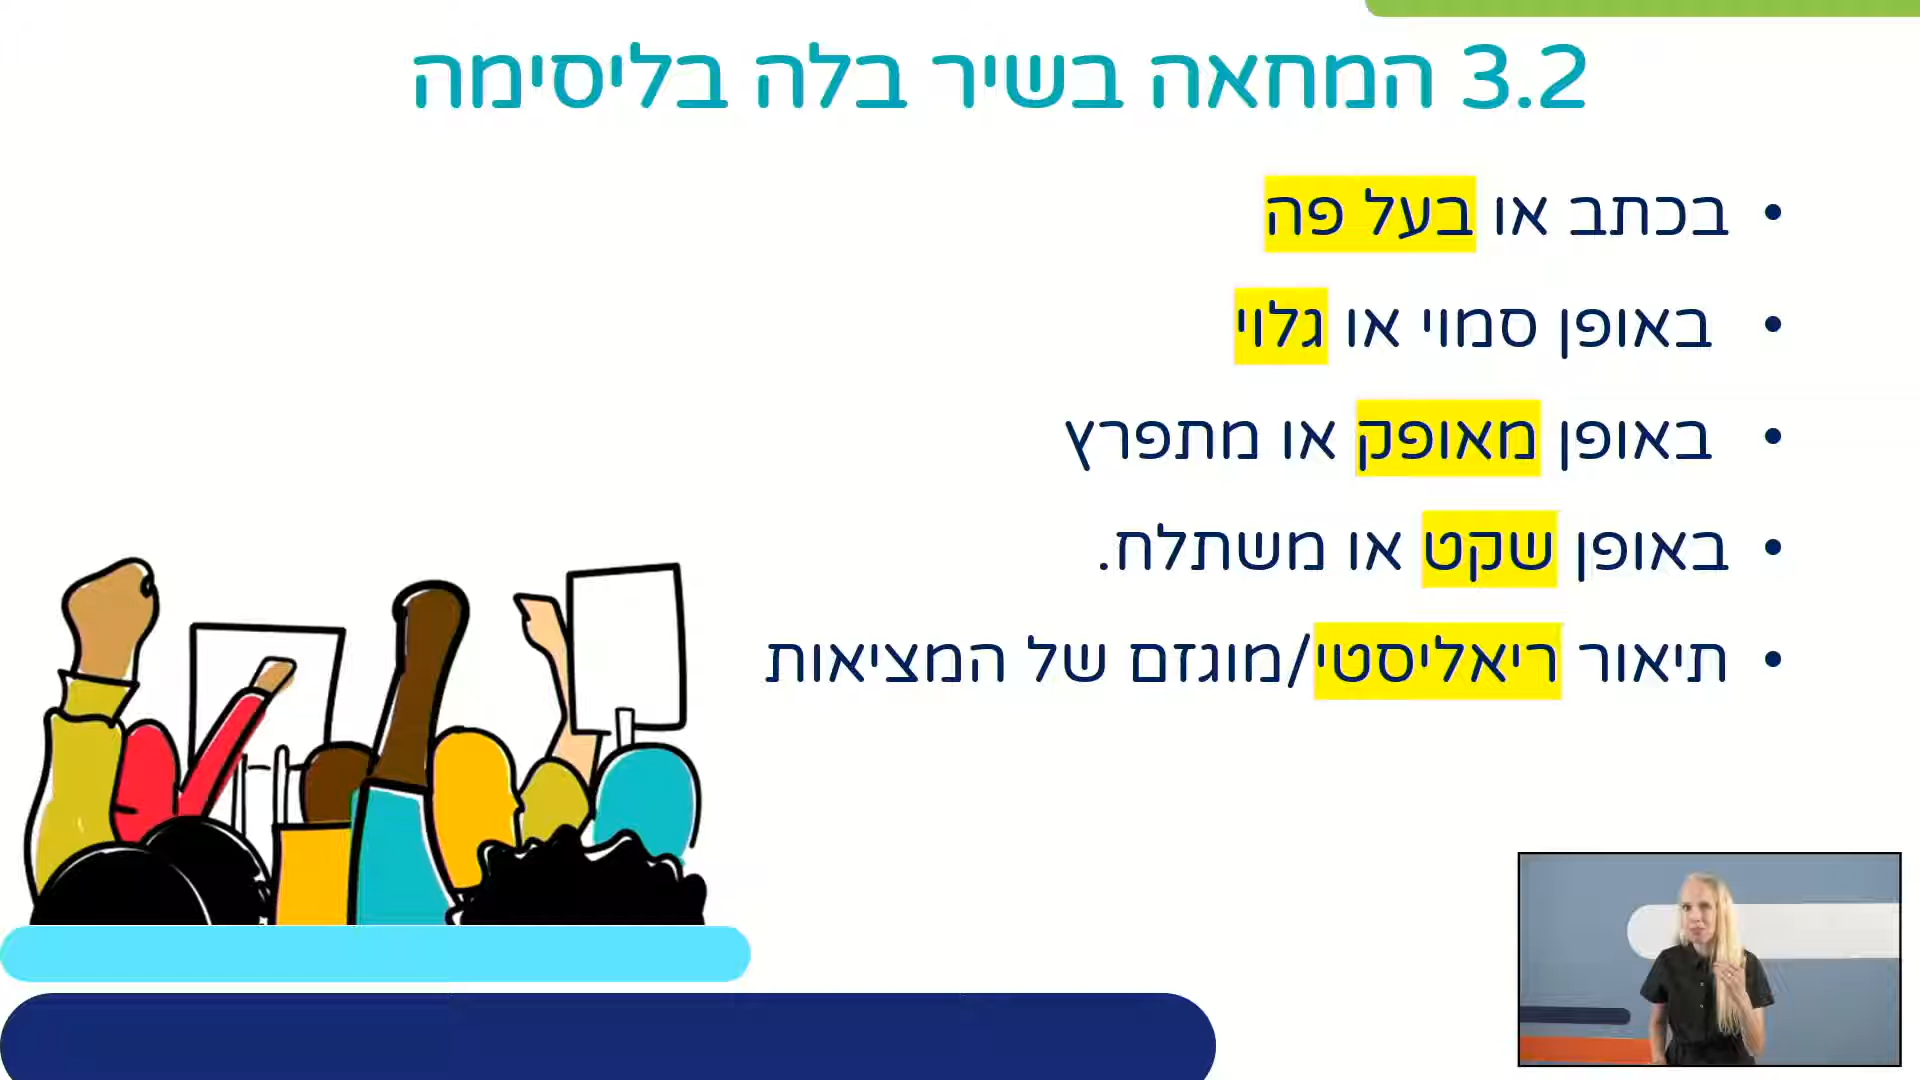 3.2 המחאה בשיר בלה בליסימה
• בכתב או בעל פה
• באופן סמוי או גלוי
• באופן מאופק או מתפרץ
• באופן שקט או משתלח.
• תיאור ריאליסטי/מוגזם של המציאות